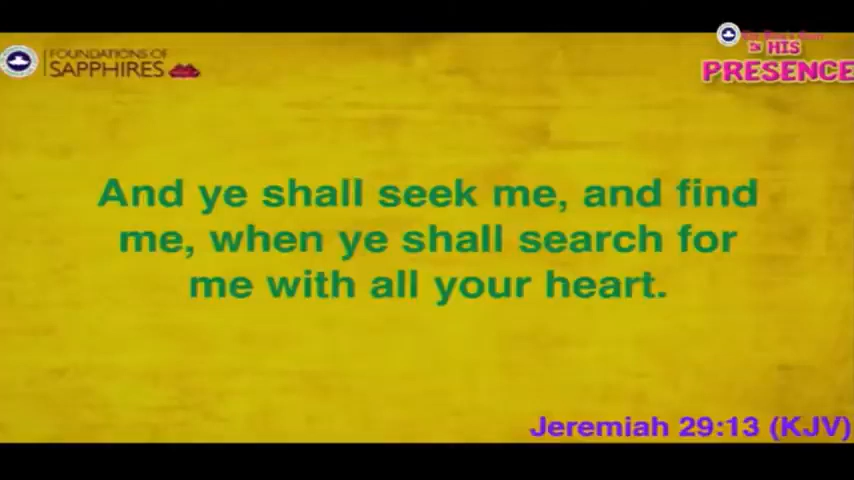 FOUNDATIONS OF
SAPPHIRES
HIS
PRESENCE
And ye shall seek me, and find
me, when ye shall search for
me with all your heart.
Jeremiah 29:13 (KJV)